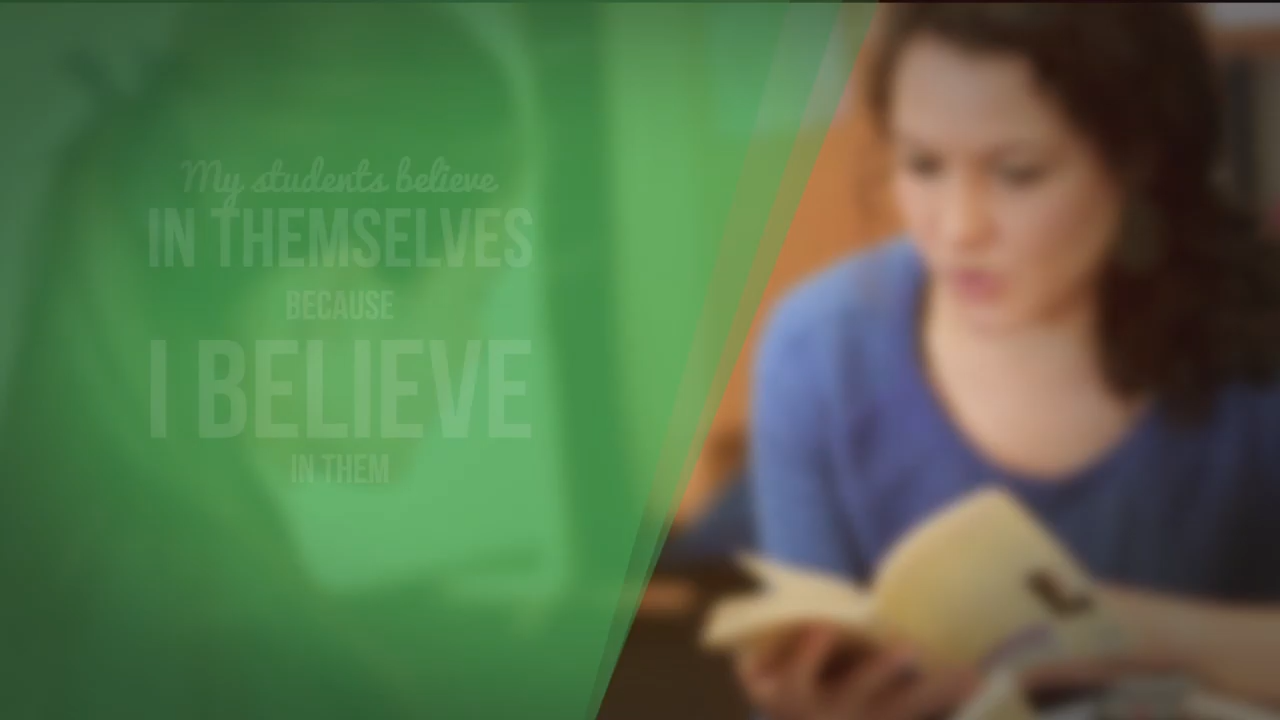 My students believe
IN THEMSELVES
BECAUSE
I BELIEVE
IN THEM